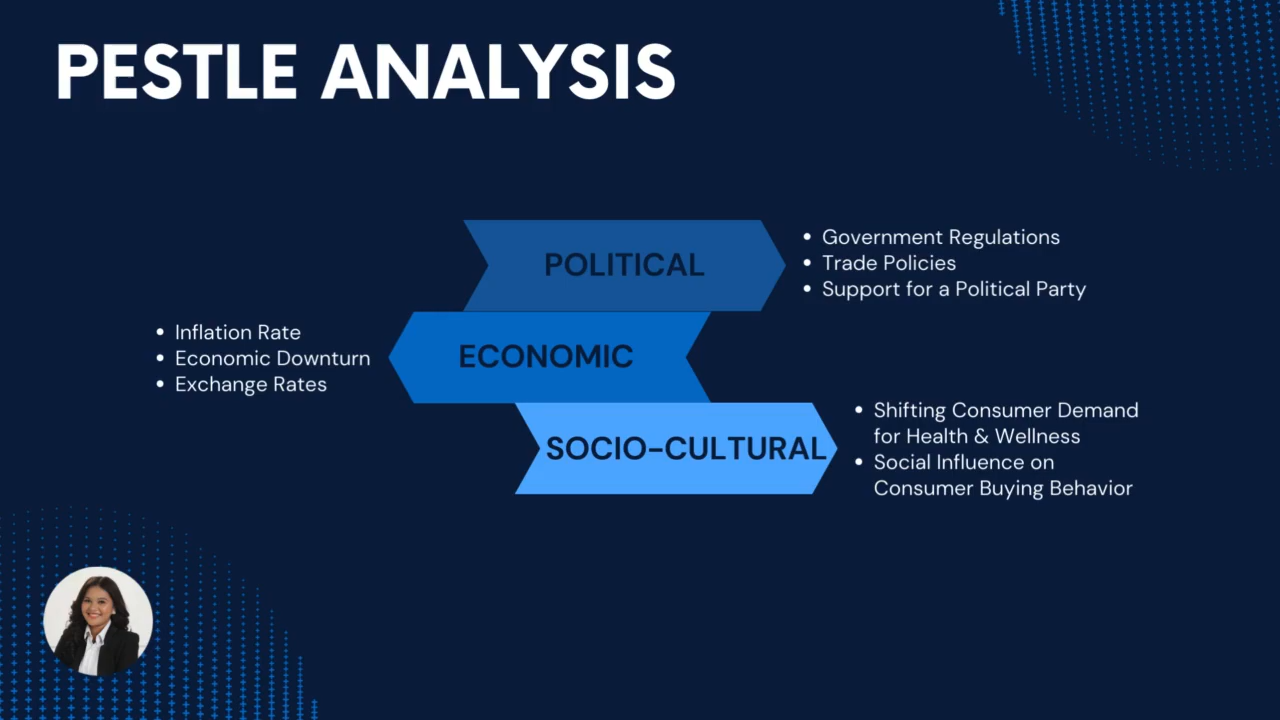 PESTLE ANALYSIS
POLITICAL
• Government Regulations
• Trade Policies
• Support for a Political Party
ECONOMIC
• Inflation Rate
• Economic Downturn
• Exchange Rates
SOCIO-CULTURAL
• Shifting Consumer Demand
for Health & Wellness
• Social Influence on
Consumer Buying Behavior